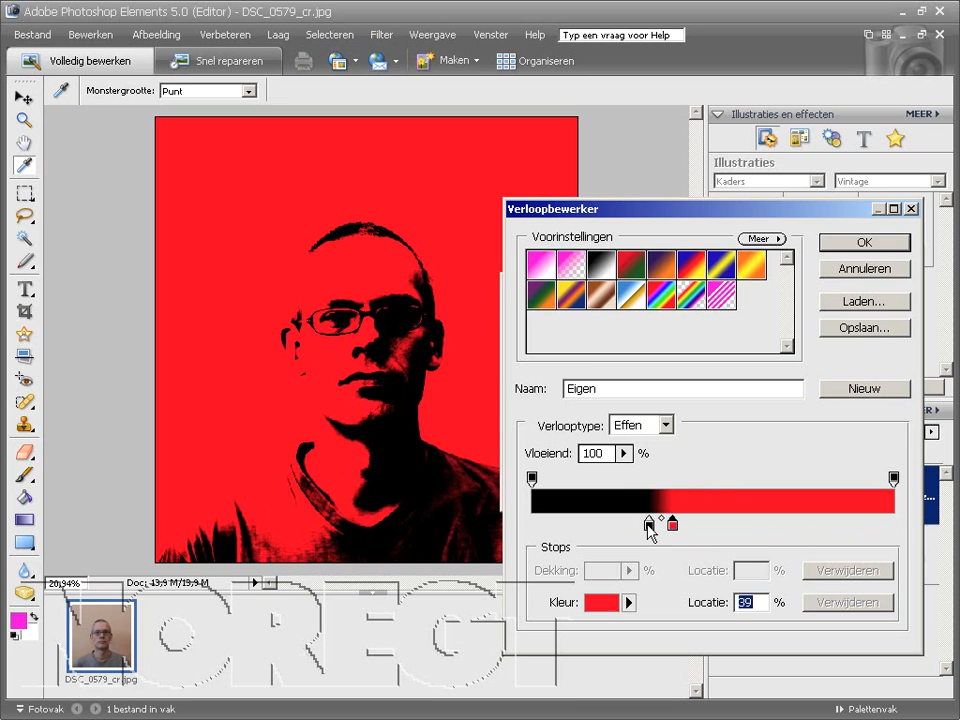 Adobe Photoshop Elements 5.0 (Editor) - DSC_0579_cr.jpg
Bestand Bewerken Afbeelding Verbeteren Laag Selecteren Filter Weergave Venster Help Typ een vraag voor Help
Volledig bewerken Snel repareren Maken Organiseren
Monstergrootte: Punt
Illustraties en effecten MEER
Illustraties
Kaders Vintage
Verloopbewerker
Voorinstellingen Meer OK
Annuleren
Laden...
Opslaan...
Naam: Eigen Nieuw
Verlooptype: Effen
Vloeiend: 100 %
Stops
Dekking: % Locatie: % Verwijderen
Kleur: Locatie: 39 % Verwijderen
20,94% Doc: 13,9 M/13,9 M
DSC_0579_cr.jpg
Fotovak 1 bestand in vak Palettenvak